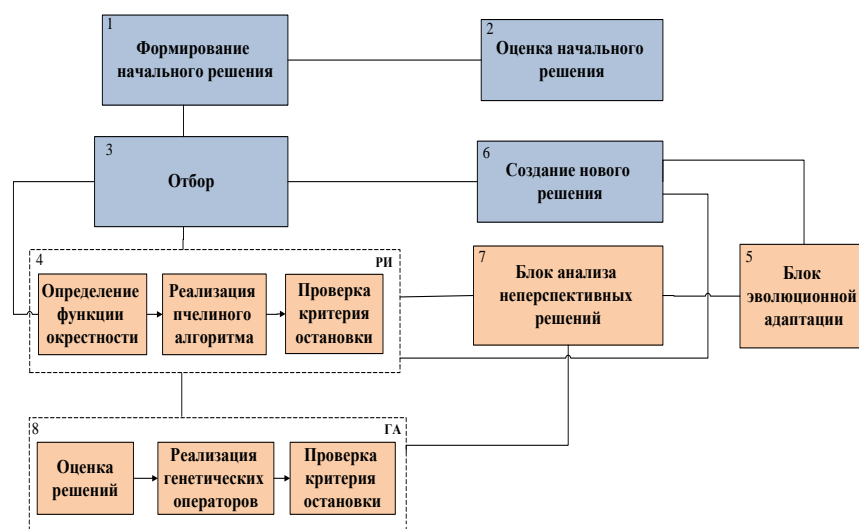 1
Формирование
начального решения
2
Оценка начального
решения
3
Отбор
6
Создание нового
решения
4
РИ
Определение
функции
окрестности
Реализация
пчелиного
алгоритма
Проверка
критерия
остановки
7
Блок анализа
неперспективных
решений
5
Блок
эволюционной
адаптации
8
ГА
Оценка
решений
Реализация
генетических
операторов
Проверка
критерия
остановки